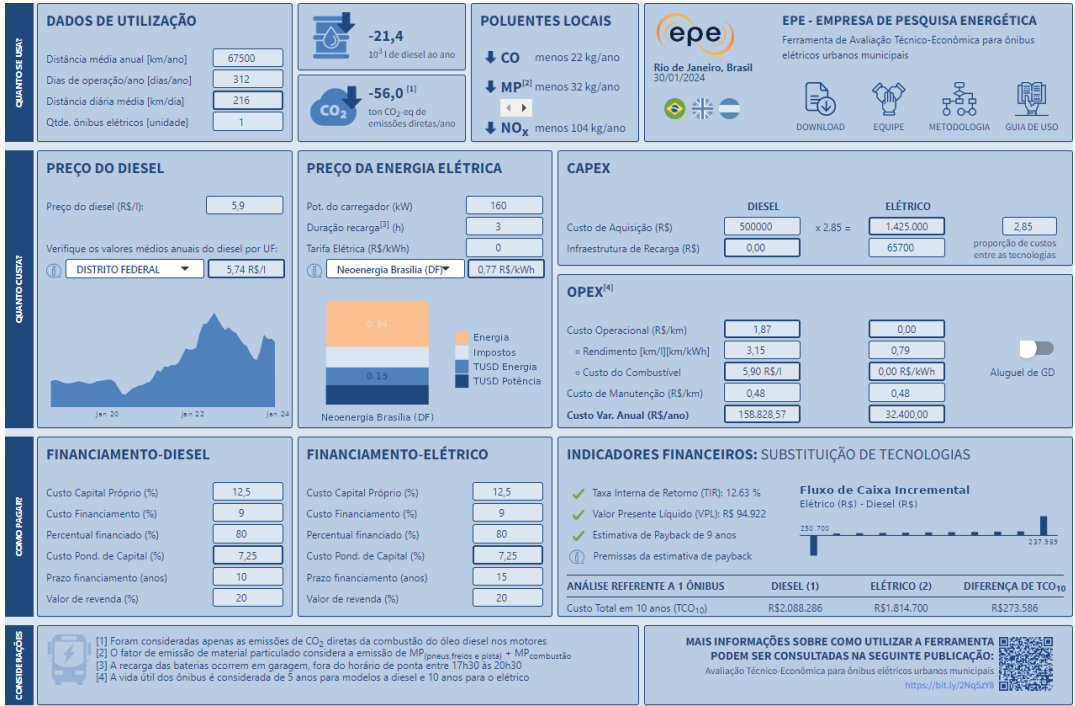 QUANTO SE USA?
DADOS DE UTILIZAÇÃO
Distância média anual [km/ano] 67500
Dias de operação/ano [dias/ano] 312
Distância diária média [km/dia] 216
Qtde. ônibus elétricos [unidade] 1
-21,4
10³ l de diesel ao ano
CO₂
-56,0 [1]
ton CO₂-eq de
emissões diretas/ano
POLUENTES LOCAIS
CO menos 22 kg/ano
MP[2] menos 32 kg/ano
NOx menos 104 kg/ano
epe
Rio de Janeiro, Brasil
30/01/2024
EPE - EMPRESA DE PESQUISA ENERGÉTICA
Ferramenta de Avaliação Técnico-Econômica para ônibus
elétricos urbanos municipais
DOWNLOAD EQUIPE METODOLOGIA GUIA DE USO
QUANTO CUSTA?
PREÇO DO DIESEL
Preço do diesel (R$/l): 5,9
Verifique os valores médios anuais do diesel por UF:
DISTRITO FEDERAL 5,74 R$/l
Jan 20 Jan 22 Jan 24
PREÇO DA ENERGIA ELÉTRICA
Pot. do carregador (kW) 160
Duração recarga[3] (h) 3
Tarifa Elétrica (R$/kWh) 0
Neoenergia Brasília (DF) 0,77 R$/kWh
0.34
0.13
Energia
Impostos
TUSD Energia
TUSD Potência
Neoenergia Brasília (DF)
CAPEX
DIESEL ELÉTRICO
Custo de Aquisição (R$) 500000 x 2.85 = 1.425.000 2,85
Infraestrutura de Recarga (R$) 0,00 65700
proporção de custos
entre as tecnologias
OPEX[4]
Custo Operacional (R$/km) 1,87 0,00
Rendimento [km/l][km/kWh] 3,15 0,79
Custo do Combustível 5,90 R$/l 0,00 R$/kWh
Aluguel de GD
Custo de Manutenção (R$/km) 0,48 0,48
Custo Var. Anual (R$/ano) 158.828,57 32.400,00
COMO PAGAR?
FINANCIAMENTO-DIESEL
Custo Capital Próprio (%) 12,5
Custo Financiamento (%) 9
Percentual financiado (%) 80
Custo Pond. de Capital (%) 7,25
Prazo financiamento (anos) 10
Valor de revenda (%) 20
FINANCIAMENTO-ELÉTRICO
Custo Capital Próprio (%) 12,5
Custo Financiamento (%) 9
Percentual financiado (%) 80
Custo Pond. de Capital (%) 7,25
Prazo financiamento (anos) 15
Valor de revenda (%) 20
INDICADORES FINANCEIROS: SUBSTITUIÇÃO DE TECNOLOGIAS
Taxa Interna de Retorno (TIR): 12.63 %
Valor Presente Líquido (VPL): R$ 94.922
Estimativa de Payback de 9 anos
Premissas da estimativa de payback
Fluxo de Caixa Incremental
Elétrico (R$) - Diesel (R$)
250.700
237.989
ANÁLISE REFERENTE A 1 ÔNIBUS DIESEL (1) ELÉTRICO (2) DIFERENÇA DE TCO₁₀
Custo Total em 10 anos (TCO₁₀) R$2.088.286 R$1.814.700 R$273.586
CONSIDERAÇÕES
[1] Foram consideradas apenas as emissões de CO₂ diretas da combustão do óleo diesel nos motores
[2] O fator de emissão de material particulado considera a emissão de MP(pneus,freios e pista) + MPcombustão
[3] A recarga das baterias ocorrem em garagem, fora do horário de ponta entre 17h30 às 20h30
[4] A vida útil dos ônibus é considerada de 5 anos para modelos a diesel e 10 anos para o elétrico
MAIS INFORMAÇÕES SOBRE COMO UTILIZAR A FERRAMENTA
PODEM SER CONSULTADAS NA SEGUINTE PUBLICAÇÃO:
Avaliação Técnico-Econômica para ônibus elétricos urbanos municipais
https://bit.ly/2NqSzY8